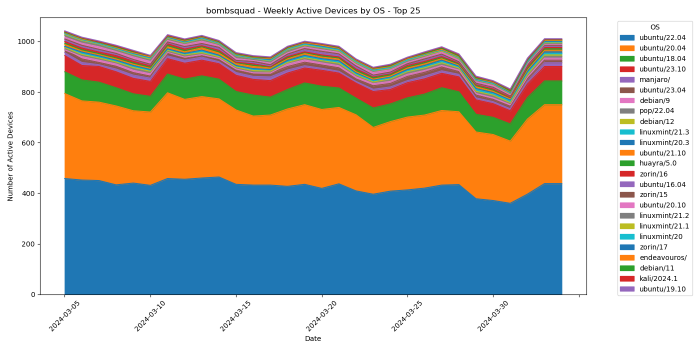 bombsquad - Weekly Active Devices by OS - Top 25
Number of Active Devices
1000
800
600
400
200
0
2024-03-05
2024-03-10
2024-03-15
2024-03-20
2024-03-25
2024-03-30
Date
OS
ubuntu/22.04
ubuntu/20.04
ubuntu/18.04
ubuntu/23.10
manjaro/
ubuntu/23.04
debian/9
pop/22.04
debian/12
linuxmint/21.3
linuxmint/20.3
ubuntu/21.10
huayra/5.0
zorin/16
ubuntu/16.04
zorin/15
ubuntu/20.10
linuxmint/21.2
linuxmint/21.1
linuxmint/20
zorin/17
endeavouros/
debian/11
kali/2024.1
ubuntu/19.10